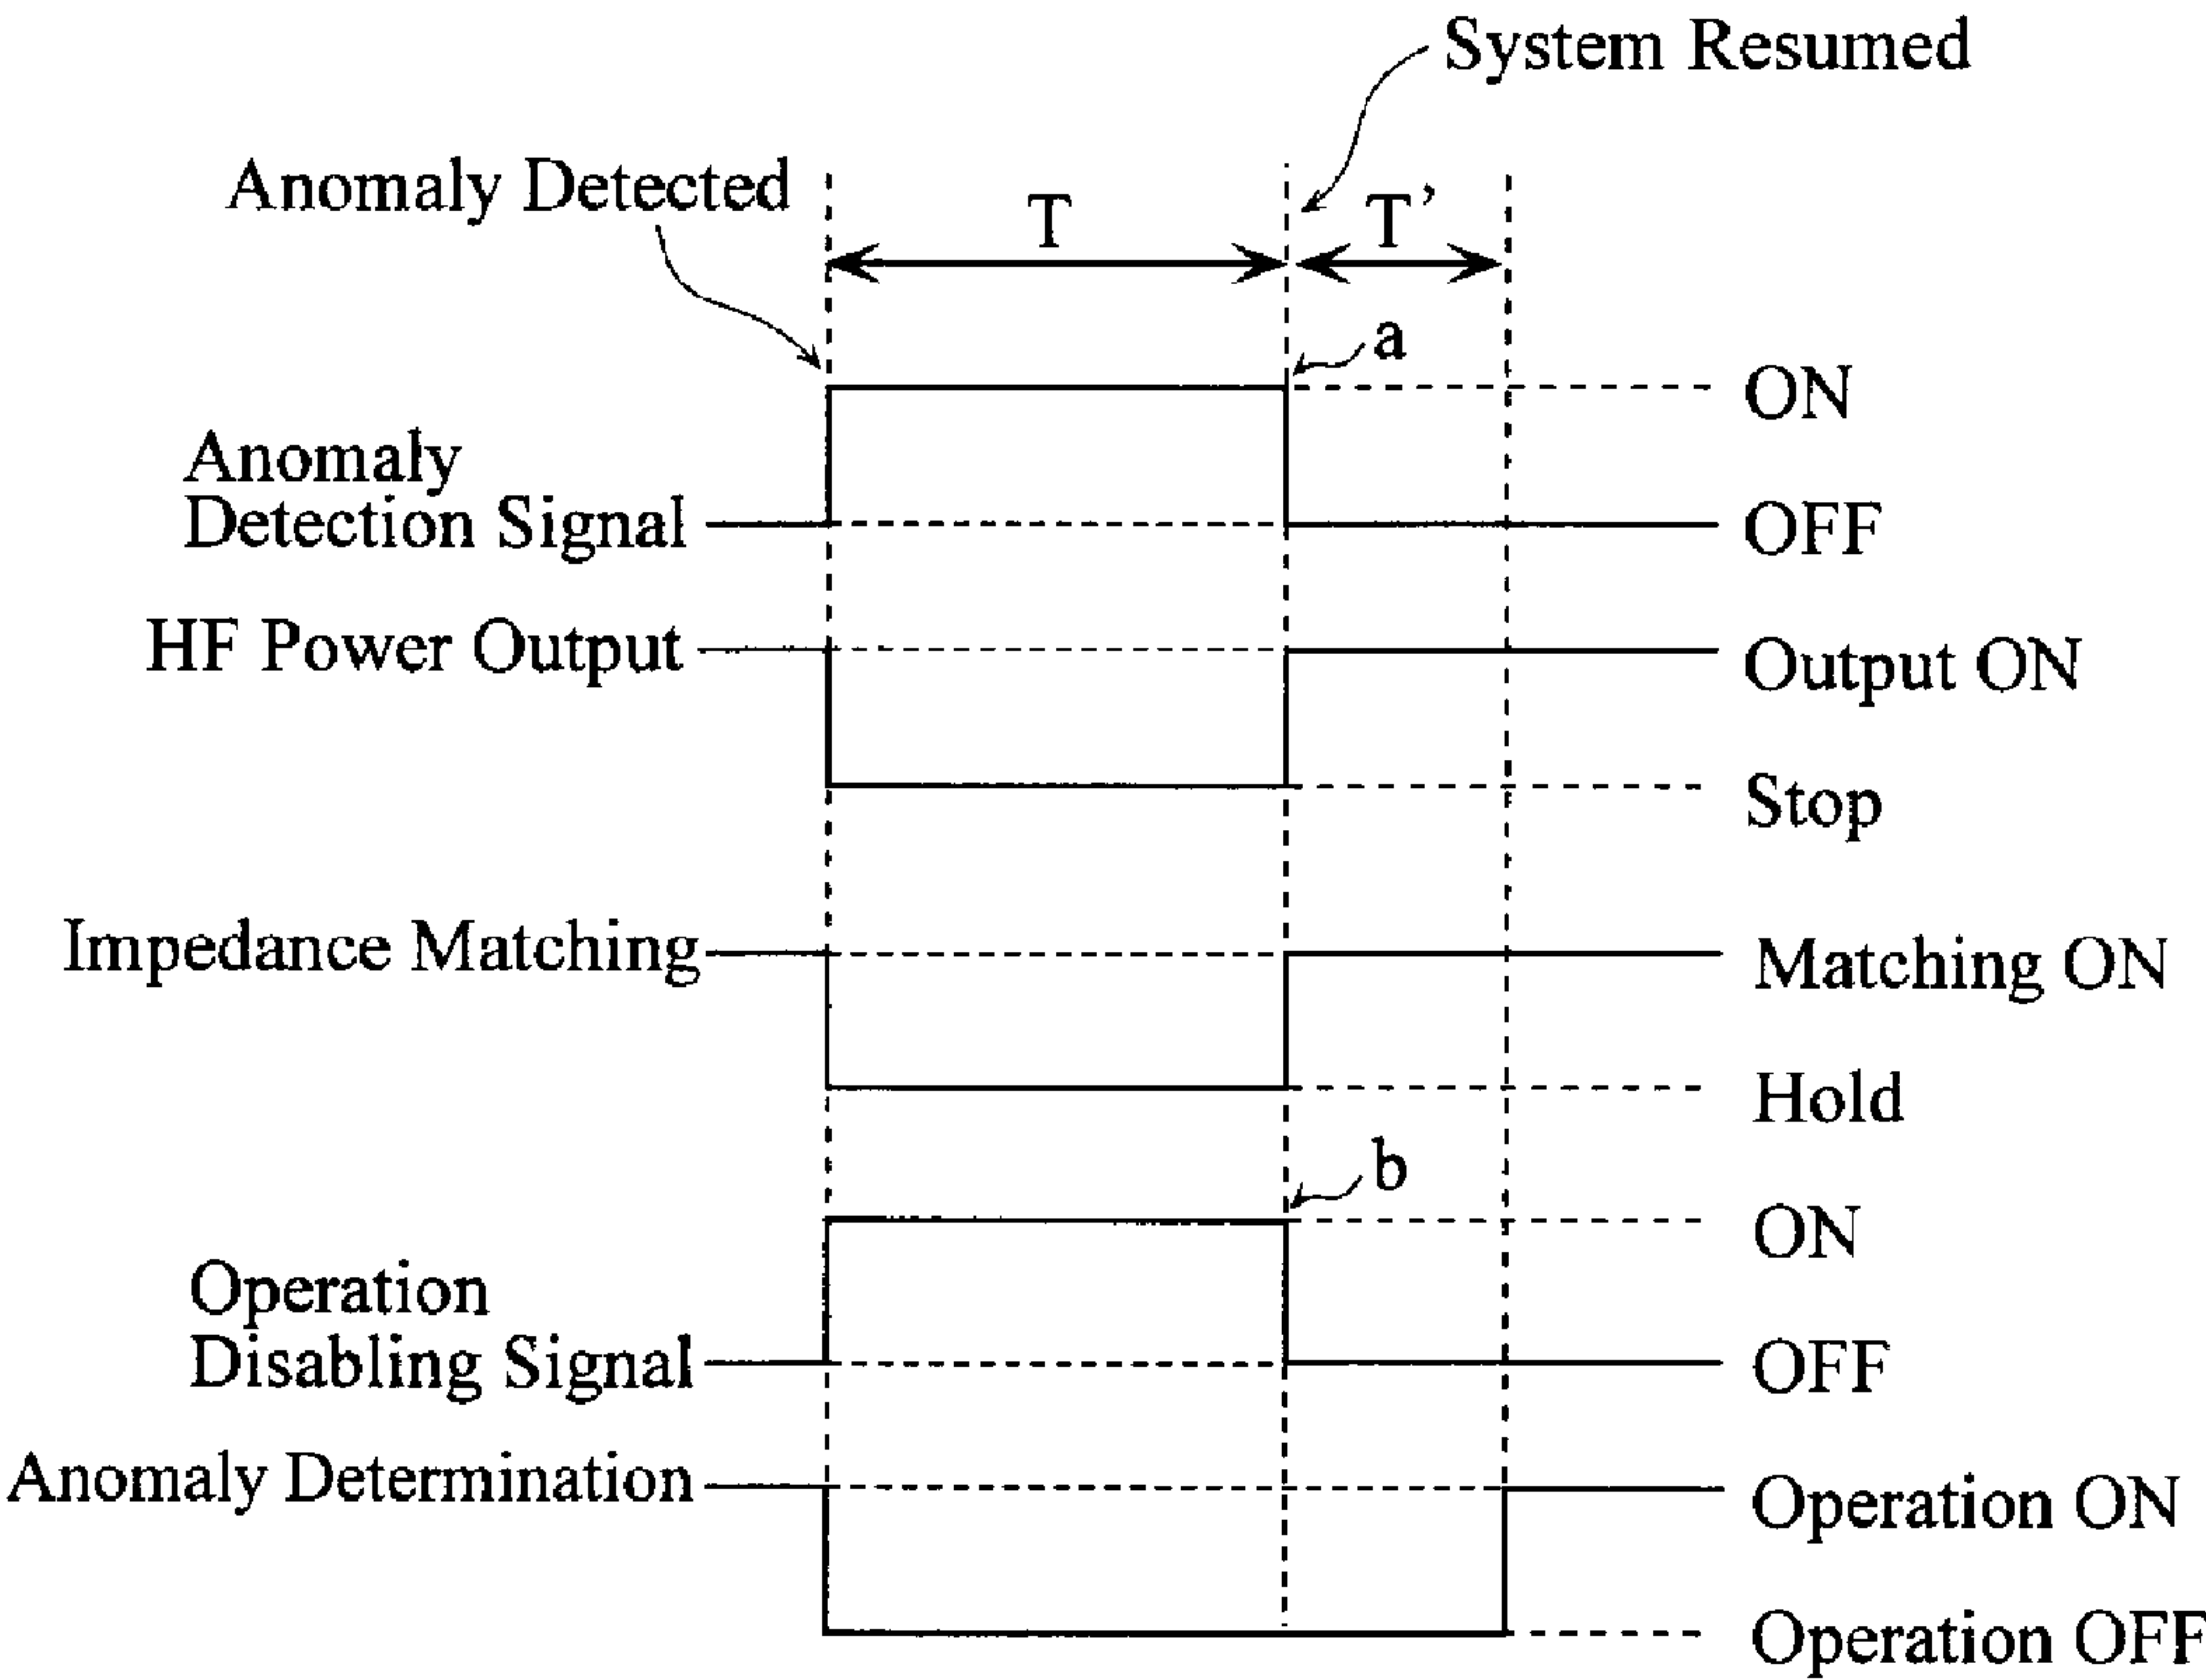 System Resumed
Anomaly Detected
T
T’
a
ON
Anomaly
Detection Signal
OFF
HF Power Output
Output ON
Stop
Impedance Matching
Matching ON
Hold
b
ON
Operation
Disabling Signal
OFF
Anomaly Determination
Operation ON
Operation OFF